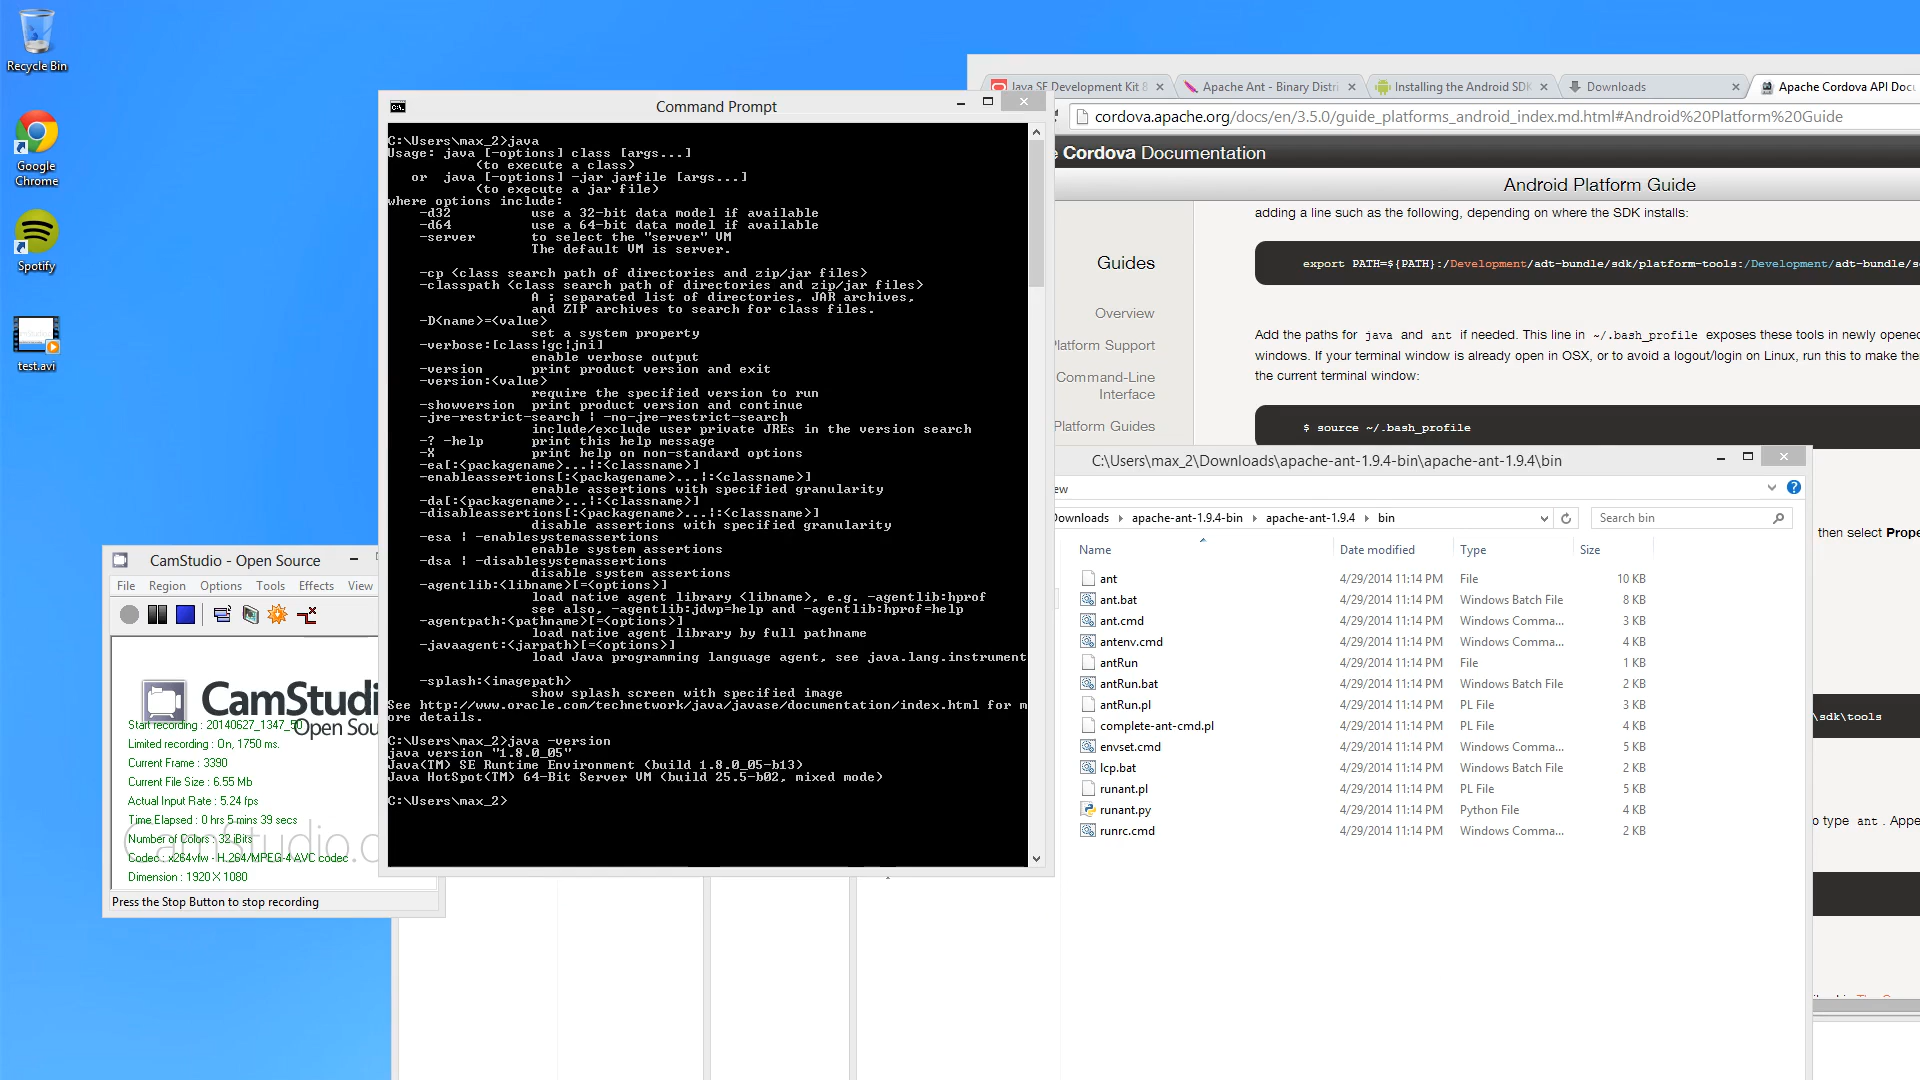 Recycle Bin
Google
Chrome
Spotify
test.avi
Command Prompt
C:\Users\max_2>java
Usage: java [-options] class [args...]
(to execute a class)
or java [-options] -jar jarfile [args...]
(to execute a jar file)
where options include:
-d32 use a 32-bit data model if available
-d64 use a 64-bit data model if available
-server to select the "server" VM
The default VM is server.
-cp <class search path of directories and zip/jar files>
-classpath <class search path of directories and zip/jar files>
A ; separated list of directories, JAR archives,
and ZIP archives to search for class files.
-D<name>=<value>
set a system property
-verbose:[class|gc|jni]
enable verbose output
-version print product version and exit
-version:<value>
require the specified version to run
-showversion print product version and continue
-jre-restrict-search | -no-jre-restrict-search
include/exclude user private JREs in the version search
-? -help print this help message
-X print help on non-standard options
-ea[:<packagename>...|:<classname>]
-enableassertions[:<packagename>...|:<classname>]
enable assertions with specified granularity
-da[:<packagename>...|:<classname>]
-disableassertions[:<packagename>...|:<classname>]
disable assertions with specified granularity
-esa | -enablesystemassertions
enable system assertions
-dsa | -disablesystemassertions
disable system assertions
-agentlib:<libname>[=<options>]
load native agent library <libname>, e.g. -agentlib:hprof
see also, -agentlib:jdwp=help and -agentlib:hprof=help
-agentpath:<pathname>[=<options>]
load native agent library by full pathname
-javaagent:<jarpath>[=<options>]
load Java programming language agent, see java.lang.instrument
-splash:<imagepath>
show splash screen with specified image
See http://www.oracle.com/technetwork/java/javase/documentation/index.html for m
ore details.
C:\Users\max_2>java -version
java version "1.8.0_05"
Java(TM) SE Runtime Environment (build 1.8.0_05-b13)
Java HotSpot(TM) 64-Bit Server VM (build 25.5-b02, mixed mode)
C:\Users\max_2>
CamStudio - Open Source
File Region Options Tools Effects View
CamStudi
Open Sou
Start recording : 20140627_1347_50
Limited recording : On, 1750 ms.
Current Frame : 3390
Current File Size : 6.55 Mb
Actual Input Rate : 5.24 fps
Time Elapsed : 0 hrs 5 mins 39 secs
Number of Colors : 32 Bits
CamStudio.o
Codec : x264vfw - H.264/MPEG-4 AVC codec
Dimension : 1920 X 1080
Press the Stop Button to stop recording
Java SE Development Kit 8 Apache Ant - Binary Distri Installing the Android SDK Downloads Apache Cordova API Docu
cordova.apache.org/docs/en/3.5.0/guide_platforms_android_index.md.html#Android%20Platform%20Guide
e Cordova Documentation
Android Platform Guide
Guides
Overview
Platform Support
Command-Line
Interface
Platform Guides
adding a line such as the following, depending on where the SDK installs:
export PATH=${PATH}:/Development/adt-bundle/sdk/platform-tools:/Development/adt-bundle/s
Add the paths for java and ant if needed. This line in ~/.bash_profile exposes these tools in newly opened
windows. If your terminal window is already open in OSX, or to avoid a logout/login on Linux, run this to make the
the current terminal window:
$ source ~/.bash_profile
then select Prope
\sdk\tools
o type ant . Appe
C:\Users\max_2\Downloads\apache-ant-1.9.4-bin\apache-ant-1.9.4\bin
ew
Downloads apache-ant-1.9.4-bin apache-ant-1.9.4 bin
Search bin
Name Date modified Type Size
ant 4/29/2014 11:14 PM File 10 KB
ant.bat 4/29/2014 11:14 PM Windows Batch File 8 KB
ant.cmd 4/29/2014 11:14 PM Windows Comma... 3 KB
antenv.cmd 4/29/2014 11:14 PM Windows Comma... 4 KB
antRun 4/29/2014 11:14 PM File 1 KB
antRun.bat 4/29/2014 11:14 PM Windows Batch File 2 KB
antRun.pl 4/29/2014 11:14 PM PL File 3 KB
complete-ant-cmd.pl 4/29/2014 11:14 PM PL File 4 KB
envset.cmd 4/29/2014 11:14 PM Windows Comma... 5 KB
lcp.bat 4/29/2014 11:14 PM Windows Batch File 2 KB
runant.pl 4/29/2014 11:14 PM PL File 5 KB
runant.py 4/29/2014 11:14 PM Python File 4 KB
runrc.cmd 4/29/2014 11:14 PM Windows Comma... 2 KB